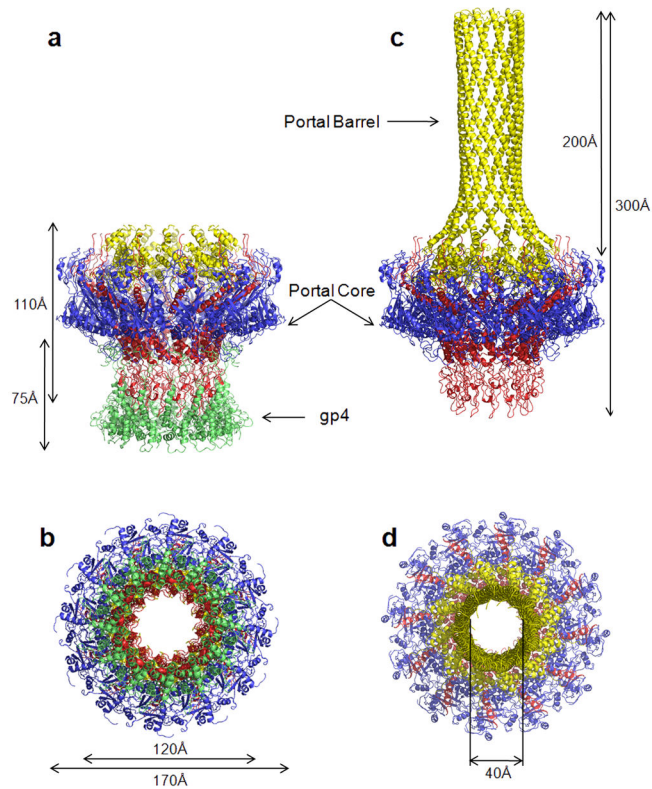 a
c
Portal Barrel
200Å
300Å
Portal Core
110Å
75Å
gp4
b
d
120Å
170Å
40Å